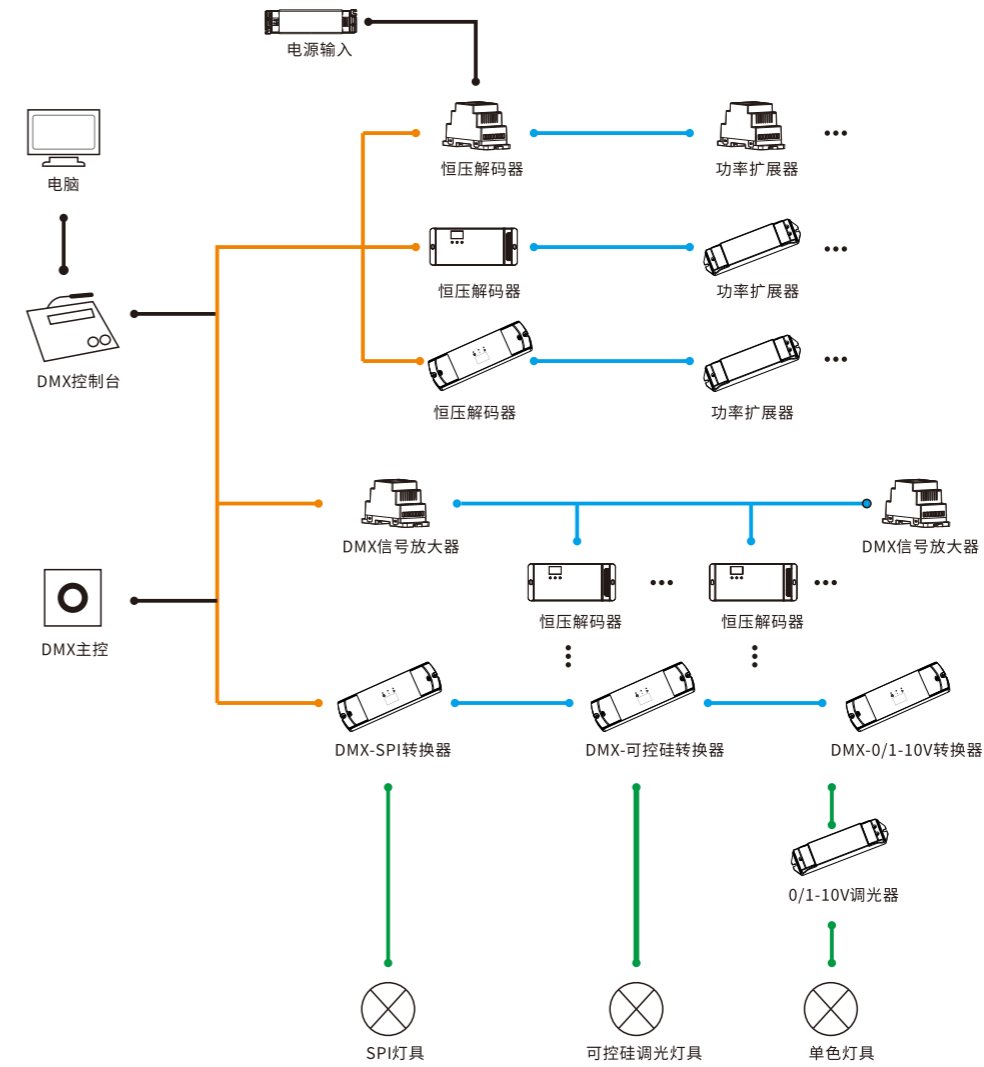 电源输入
电脑
恒压解码器
功率扩展器
恒压解码器
功率扩展器
DMX控制台
恒压解码器
功率扩展器
DMX信号放大器
DMX信号放大器
恒压解码器
恒压解码器
DMX主控
DMX-SPI转换器
DMX-可控硅转换器
DMX-0/1-10V转换器
0/1-10V调光器
SPI灯具
可控硅调光灯具
单色灯具